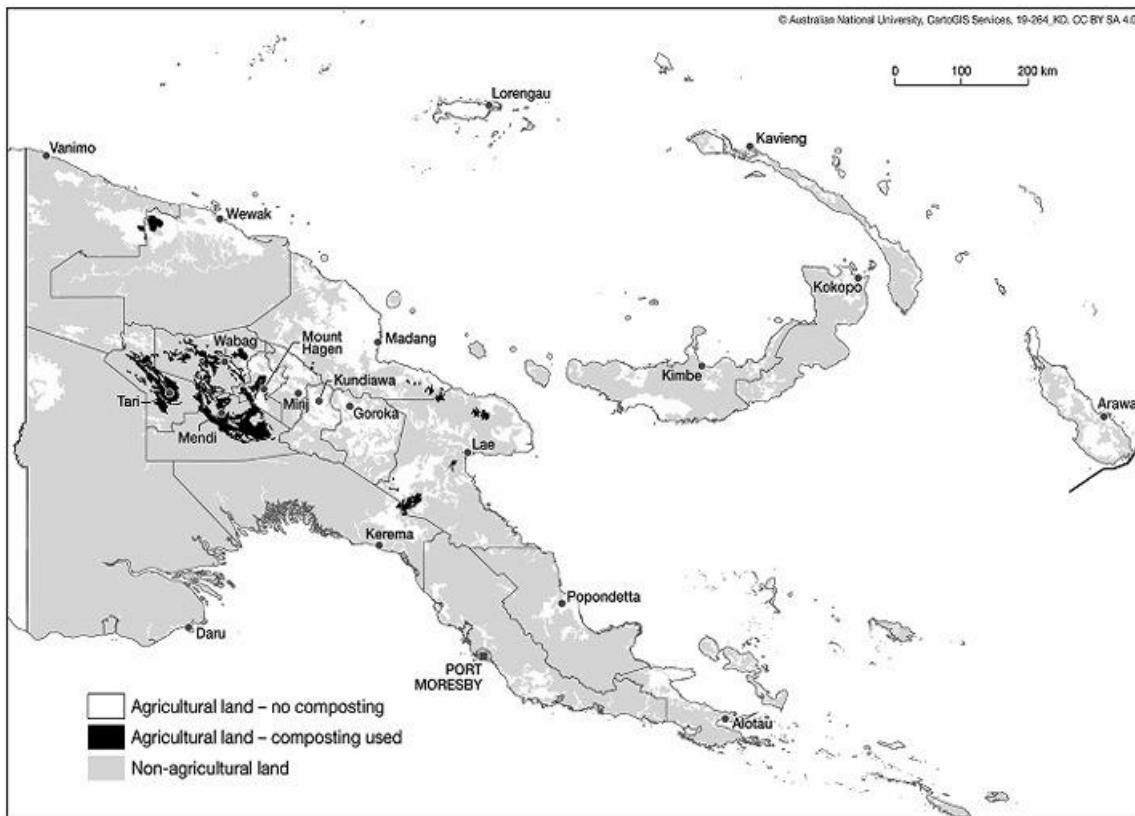 © Australian National University, CartoGIS Services, 19-264_KD, CC BY SA 4.0
0 100 200 km
Lorengau
Kavieng
Vanimo
Wewak
Kokopo
Wabag
Mount
Hagen
Madang
Kundiawa
Kimbe
Tari
Minj
Goroka
Mendi
Arawa
Lae
Kerema
Popondetta
Daru
PORT
MORESBY
Alotau
Agricultural land – no composting
Agricultural land – composting used
Non-agricultural land